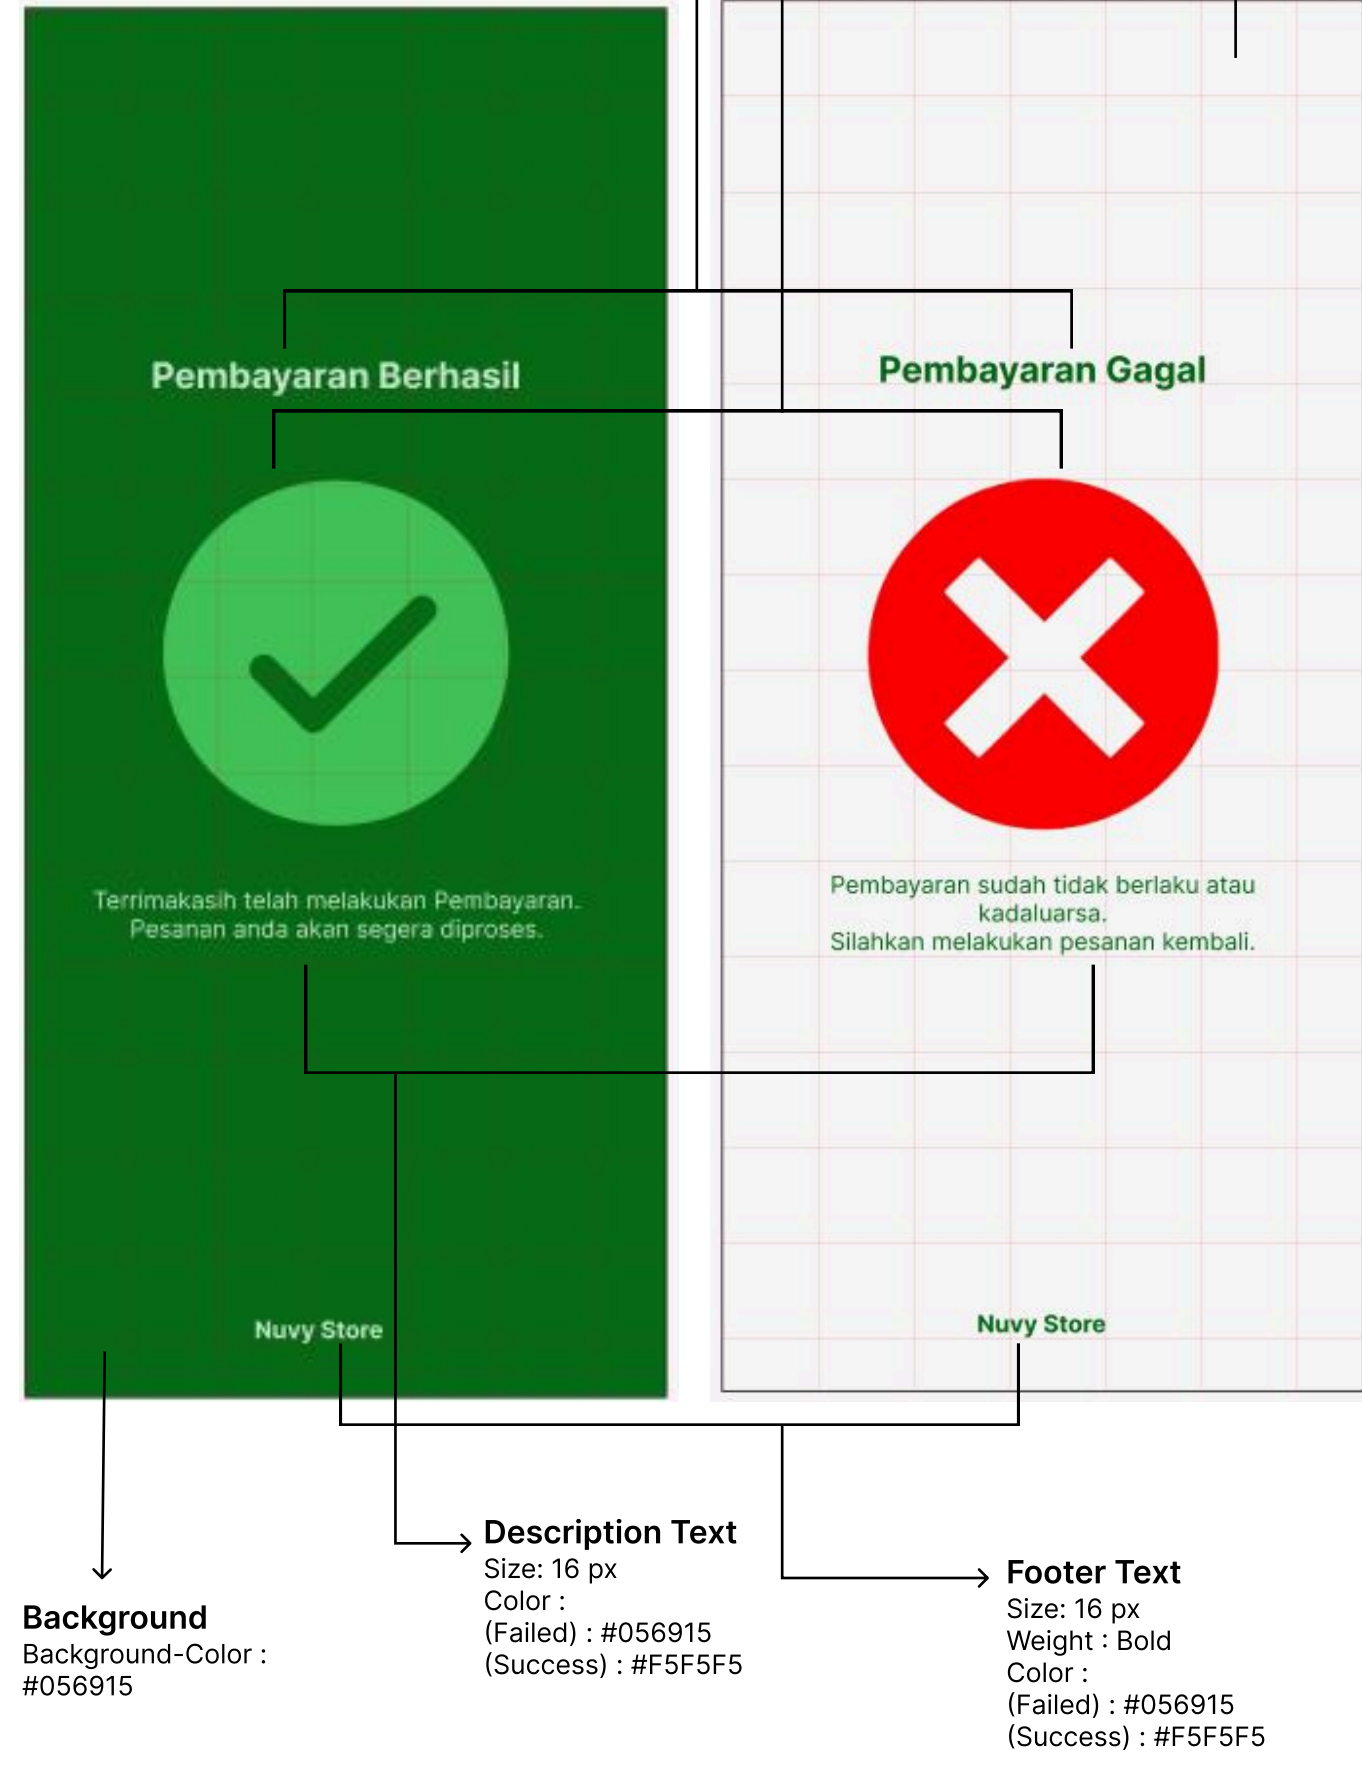 Pembayaran Berhasil
Terrimakasih telah melakukan Pembayaran.
Pesanan anda akan segera diproses.
Nuvy Store
Pembayaran Gagal
Pembayaran sudah tidak berlaku atau
kadaluarsa.
Silahkan melakukan pesanan kembali.
Nuvy Store
Background
Background-Color :
#056915
Description Text
Size: 16 px
Color :
(Failed) : #056915
(Success) : #F5F5F5
Footer Text
Size: 16 px
Weight : Bold
Color :
(Failed) : #056915
(Success) : #F5F5F5